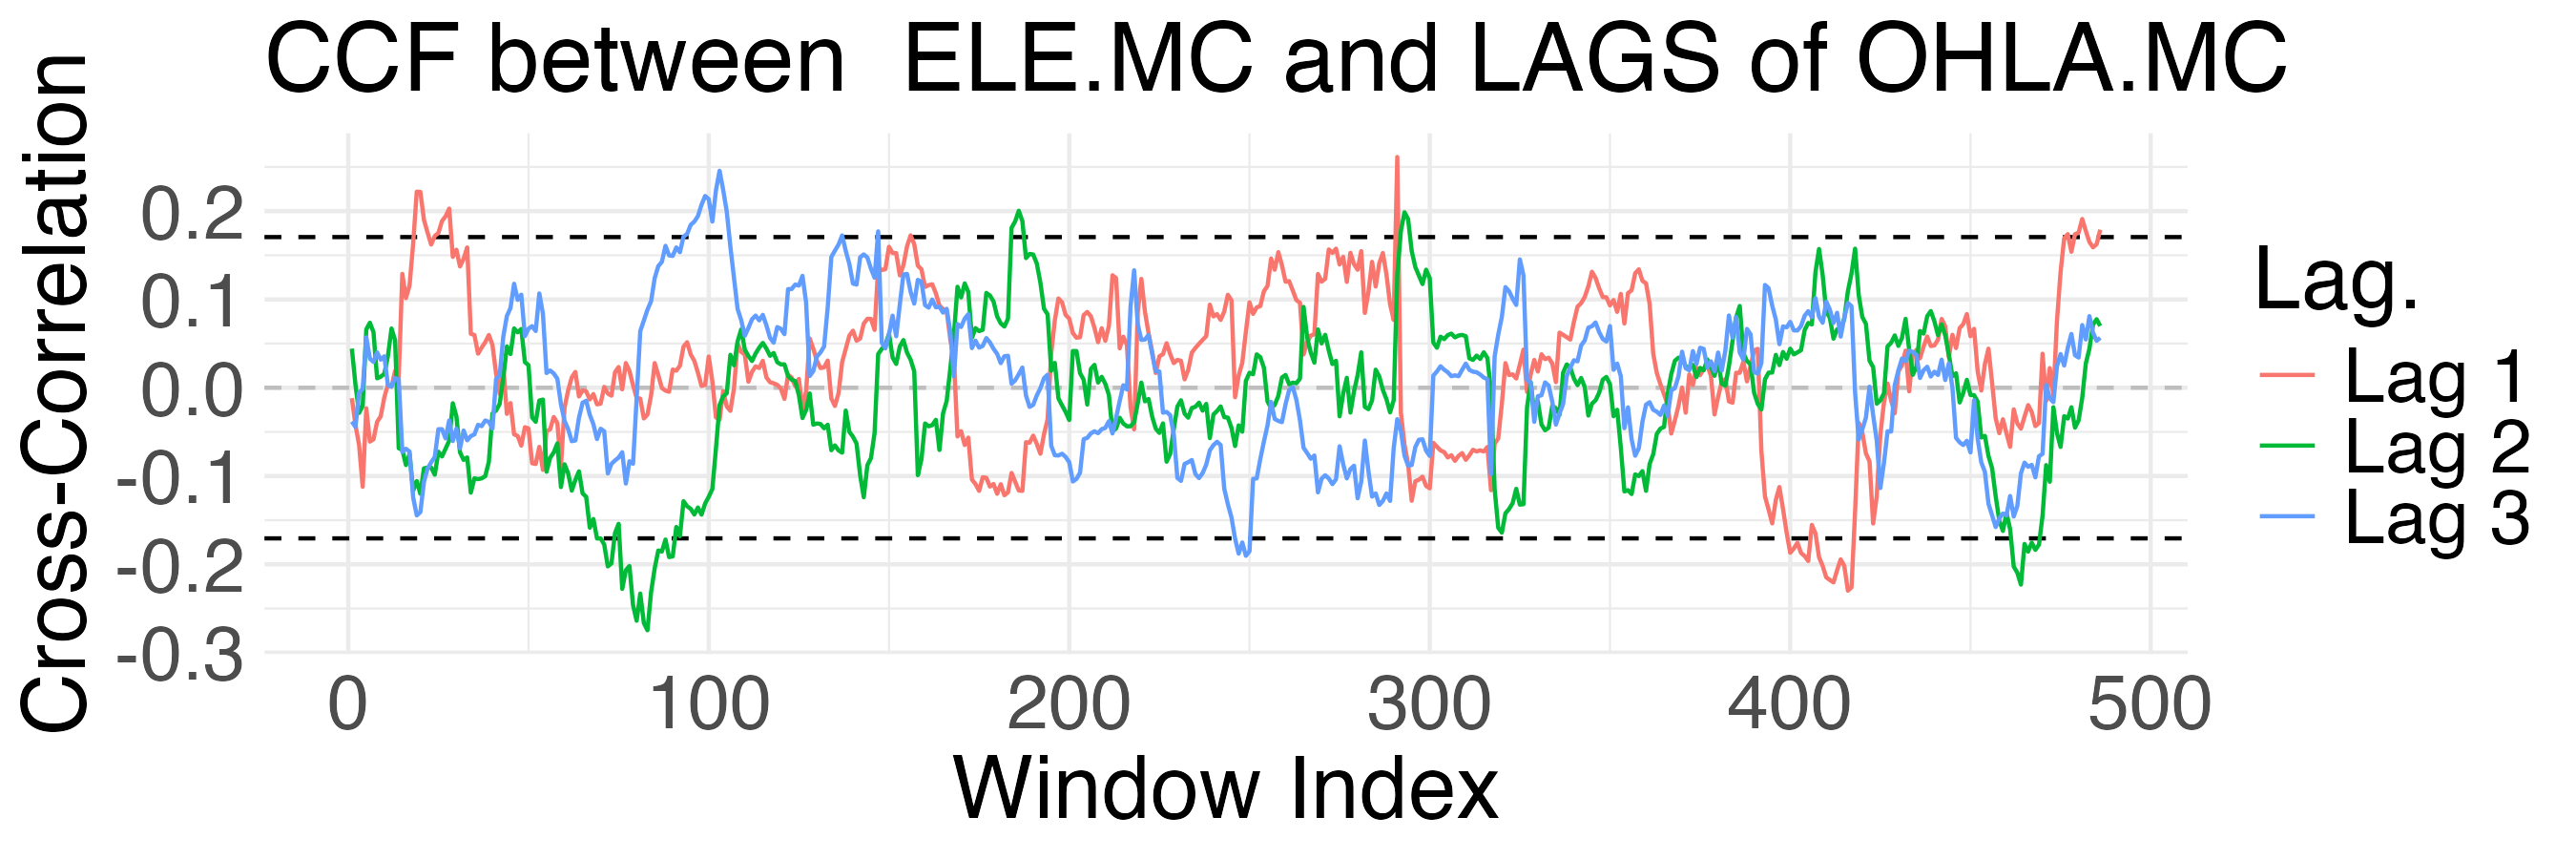 CCF between  ELE.MC and LAGS of OHLA.MC
Cross-Correlation
0.2
0.1
0.0
-0.1
-0.2
-0.3
0 100 200 300 400 500
Window Index
Lag.
Lag 1
Lag 2
Lag 3